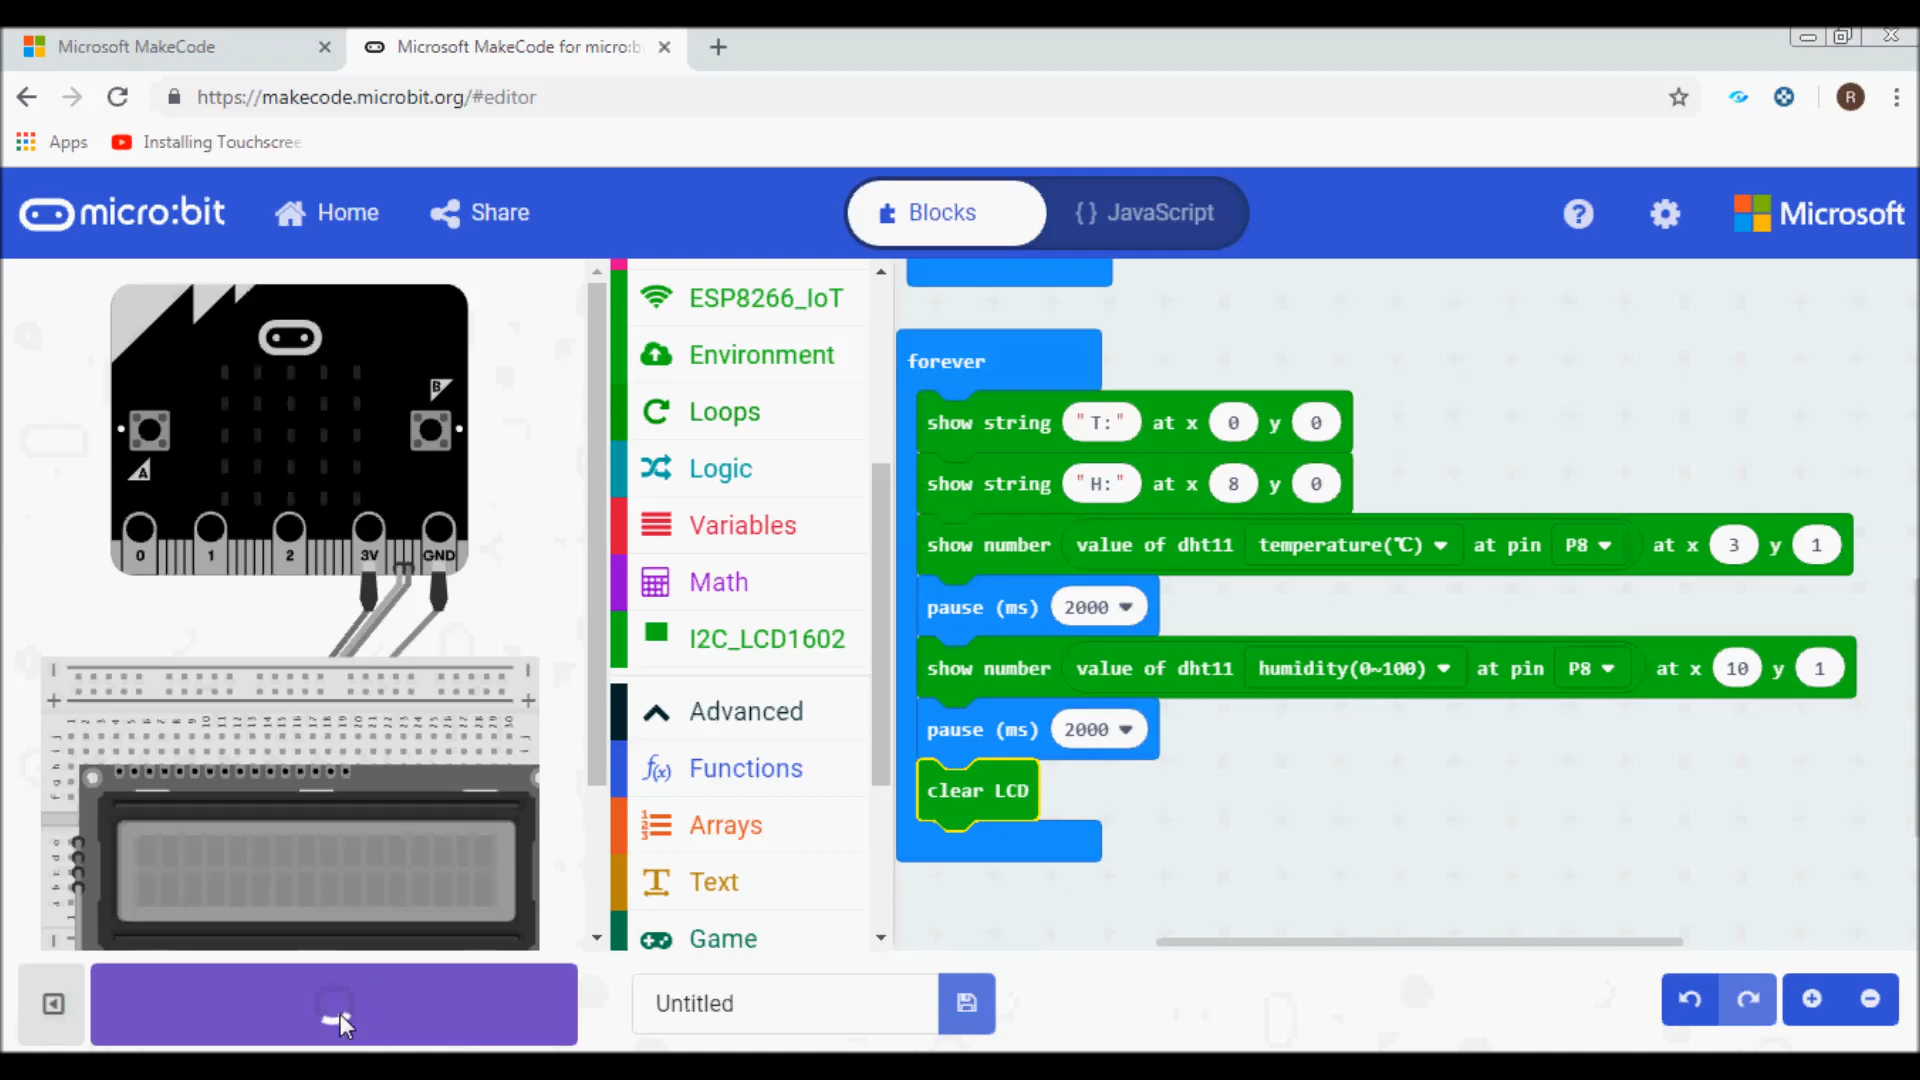 Microsoft MakeCode
Microsoft MakeCode for micro:b
https://makecode.microbit.org/#editor
R
Apps
Installing Touchscree
micro:bit
Home
Share
Blocks
{} JavaScript
?
Microsoft
B
A
0 1 2 3V GND
ESP8266_IoT
Environment
Loops
Logic
Variables
Math
I2C_LCD1602
Advanced
f(x) Functions
Arrays
Text
Game
forever
show string "T:" at x 0 y 0
show string "H:" at x 8 y 0
show number value of dht11 temperature(℃) at pin P8 at x 3 y 1
pause (ms) 2000
show number value of dht11 humidity(0~100) at pin P8 at x 10 y 1
pause (ms) 2000
clear LCD
Untitled